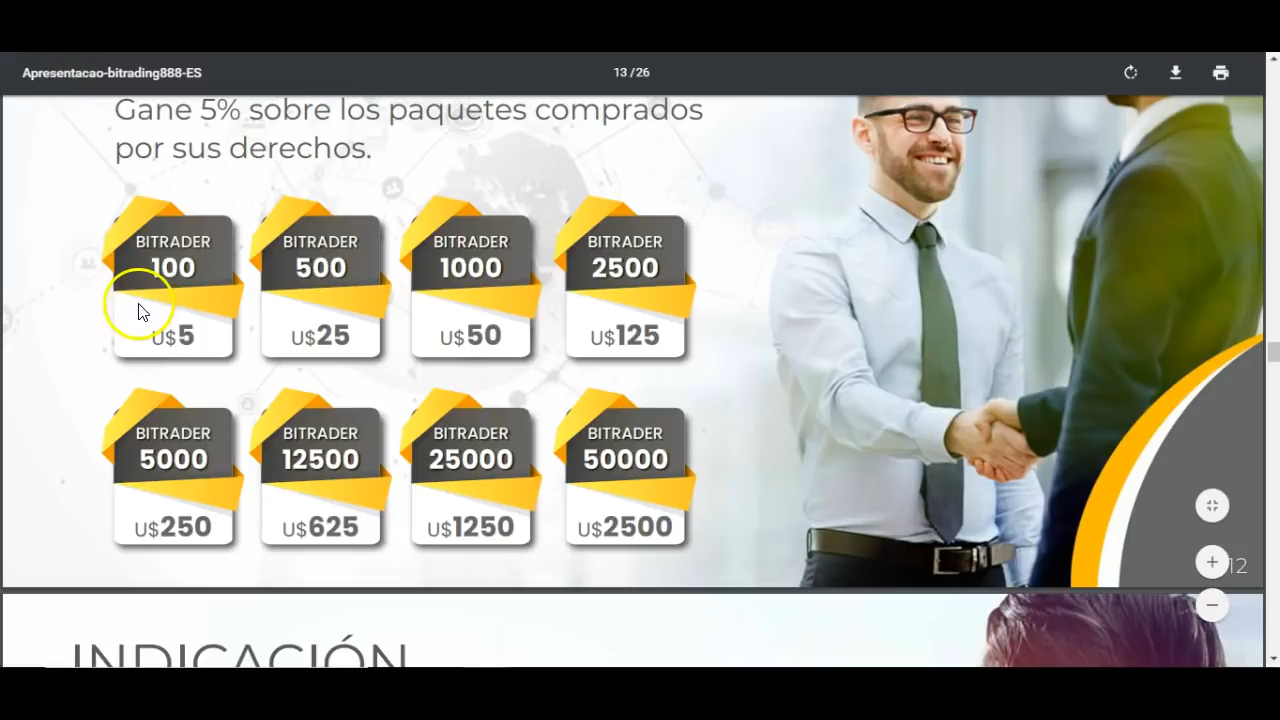 Apresentacao-bitrading888-ES
13 / 26
Gane 5% sobre los paquetes comprados
por sus derechos.
BITRADER
100
U$5
BITRADER
500
U$25
BITRADER
1000
U$50
BITRADER
2500
U$125
BITRADER
5000
U$250
BITRADER
12500
U$625
BITRADER
25000
U$1250
BITRADER
50000
U$2500
12
INDICACIÓN